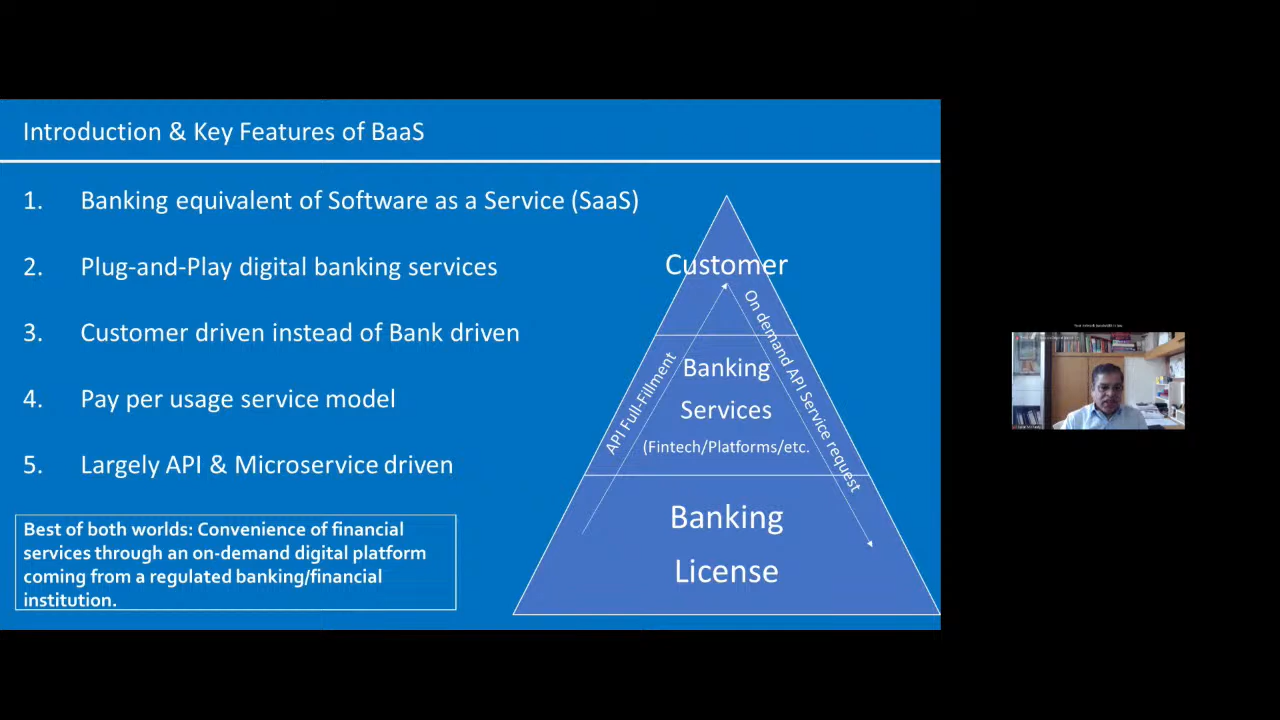 Introduction & Key Features of BaaS
1. Banking equivalent of Software as a Service (SaaS)
2. Plug-and-Play digital banking services
3. Customer driven instead of Bank driven
4. Pay per usage service model
5. Largely API & Microservice driven
Best of both worlds: Convenience of financial
services through an on-demand digital platform
coming from a regulated banking/financial
institution.
Customer
API Full-Fillment
On demand API Service request
Banking
Services
(Fintech/Platforms/etc.
Banking
License